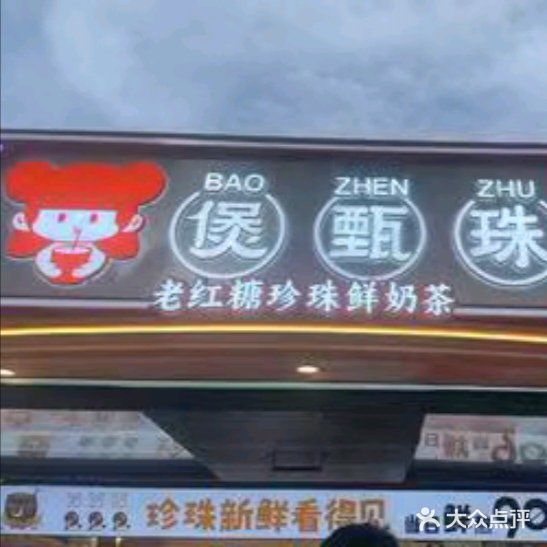 BAO ZHEN ZHU
煲 甄 珠
老红糖珍珠鲜奶茶
珍珠新鲜看得见
大众点评